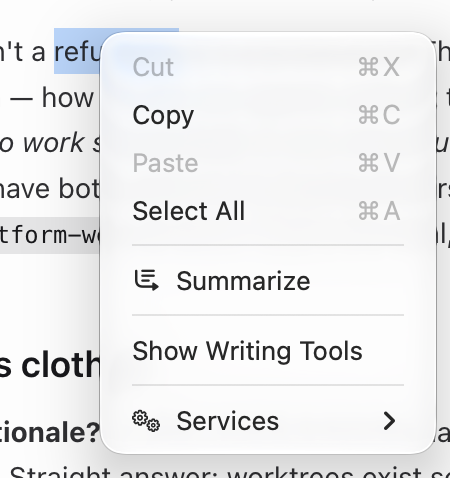 n't a refu
Cut ⌘X
— how
Copy ⌘C
o work
Paste ⌘V
have bot
Select All ⌘A
tform-w
Summarize
Show Writing Tools
s cloth
tionale?
Services
Straight answer: worktrees exist